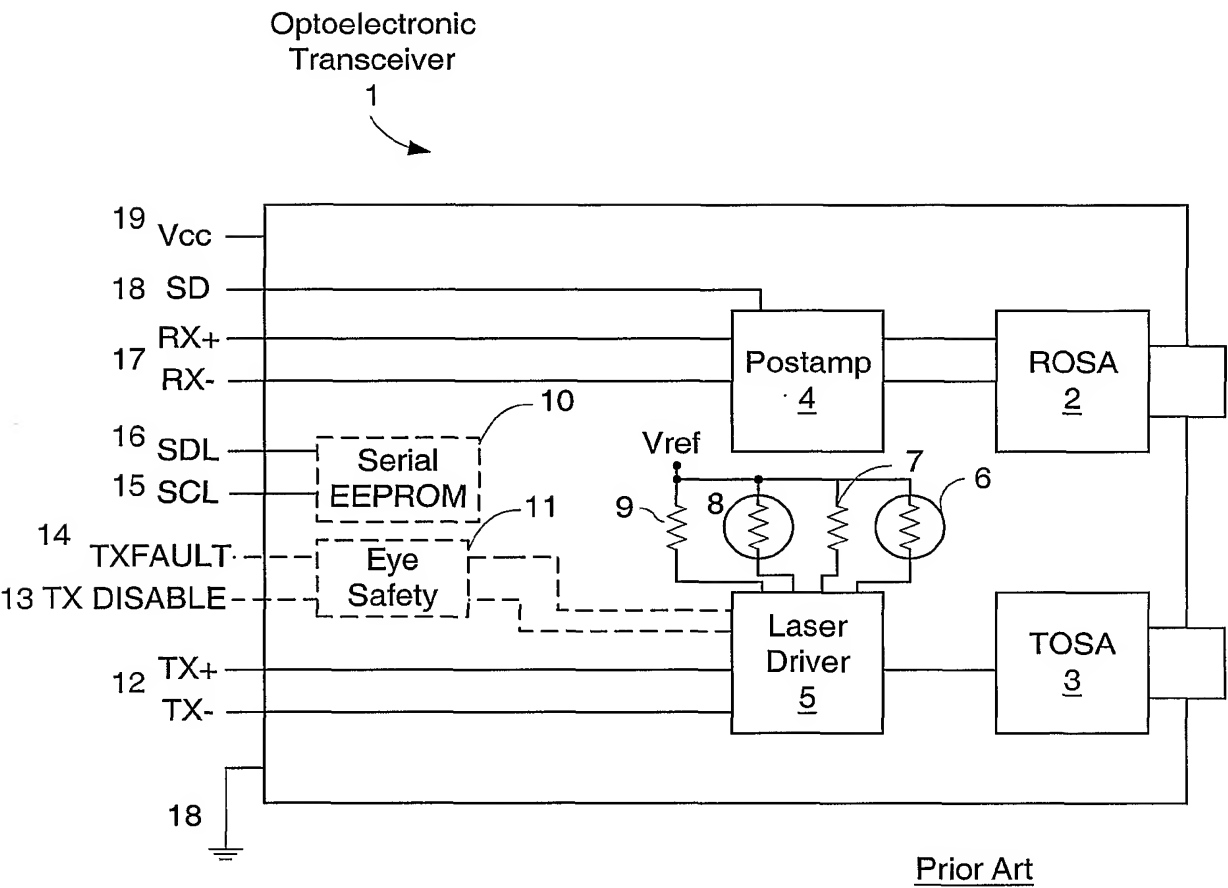 Optoelectronic
Transceiver
1
19
Vcc
18 SD
RX+
17
RX-
16 SDL
15 SCL
14
TXFAULT
13 TX DISABLE
12 TX+
TX-
18
Postamp
4
ROSA
2
10
Serial
EEPROM
11
Eye
Safety
Vref
9
8
7
6
Laser
Driver
5
TOSA
3
Prior Art